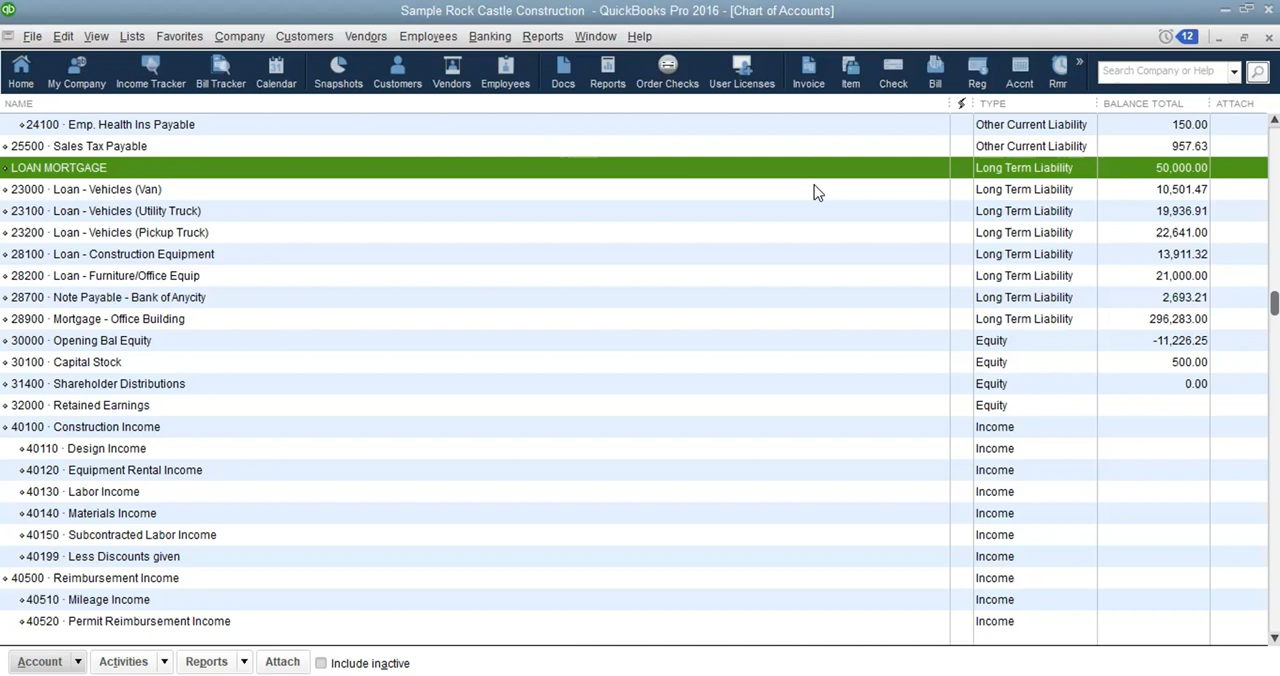 qb Sample Rock Castle Construction - QuickBooks Pro 2016 - [Chart of Accounts]
File Edit View Lists Favorites Company Customers Vendors Employees Banking Reports Window Help 12
Home My Company Income Tracker Bill Tracker Calendar Snapshots Customers Vendors Employees Docs Reports Order Checks User Licenses Invoice Item Check Bill Reg Accnt Rmr » Search Company or Help
NAME TYPE BALANCE TOTAL ATTACH
24100 · Emp. Health Ins Payable Other Current Liability 150.00
25500 · Sales Tax Payable Other Current Liability 957.63
LOAN MORTGAGE Long Term Liability 50,000.00
23000 · Loan - Vehicles (Van) Long Term Liability 10,501.47
23100 · Loan - Vehicles (Utility Truck) Long Term Liability 19,936.91
23200 · Loan - Vehicles (Pickup Truck) Long Term Liability 22,641.00
28100 · Loan - Construction Equipment Long Term Liability 13,911.32
28200 · Loan - Furniture/Office Equip Long Term Liability 21,000.00
28700 · Note Payable - Bank of Anycity Long Term Liability 2,693.21
28900 · Mortgage - Office Building Long Term Liability 296,283.00
30000 · Opening Bal Equity Equity -11,226.25
30100 · Capital Stock Equity 500.00
31400 · Shareholder Distributions Equity 0.00
32000 · Retained Earnings Equity
40100 · Construction Income Income
40110 · Design Income Income
40120 · Equipment Rental Income Income
40130 · Labor Income Income
40140 · Materials Income Income
40150 · Subcontracted Labor Income Income
40199 · Less Discounts given Income
40500 · Reimbursement Income Income
40510 · Mileage Income Income
40520 · Permit Reimbursement Income Income
Account Activities Reports Attach Include inactive